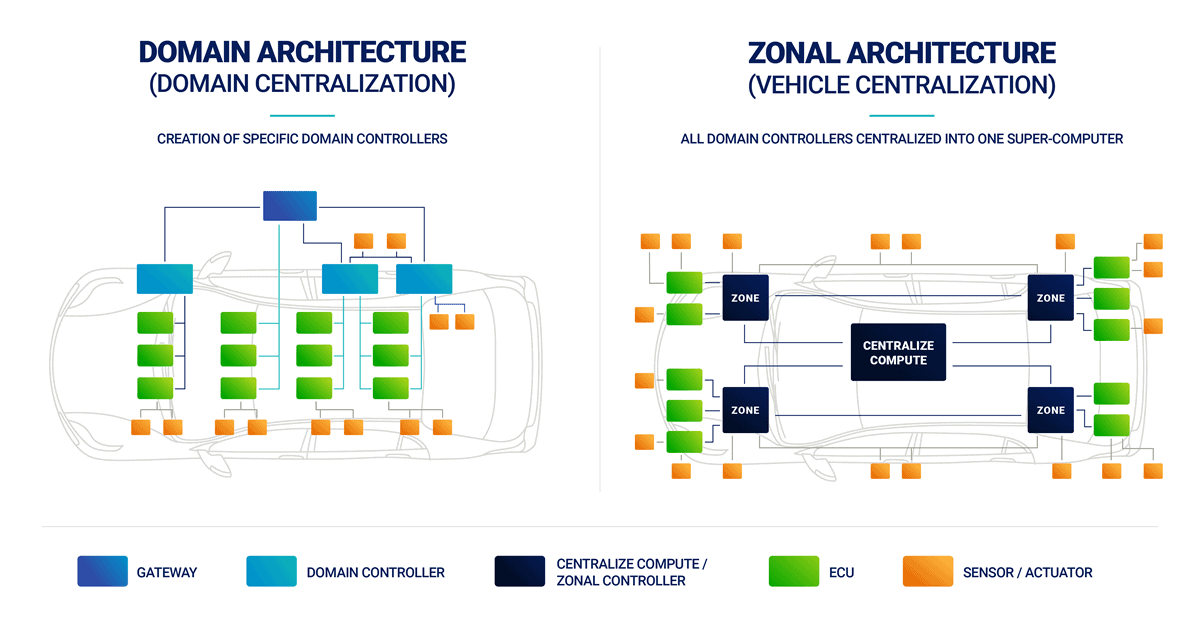 DOMAIN ARCHITECTURE
(DOMAIN CENTRALIZATION)
CREATION OF SPECIFIC DOMAIN CONTROLLERS
ZONAL ARCHITECTURE
(VEHICLE CENTRALIZATION)
ALL DOMAIN CONTROLLERS CENTRALIZED INTO ONE SUPER-COMPUTER
ZONE
ZONE
CENTRALIZE
COMPUTE
ZONE
ZONE
GATEWAY
DOMAIN CONTROLLER
CENTRALIZE COMPUTE /
ZONAL CONTROLLER
ECU
SENSOR / ACTUATOR